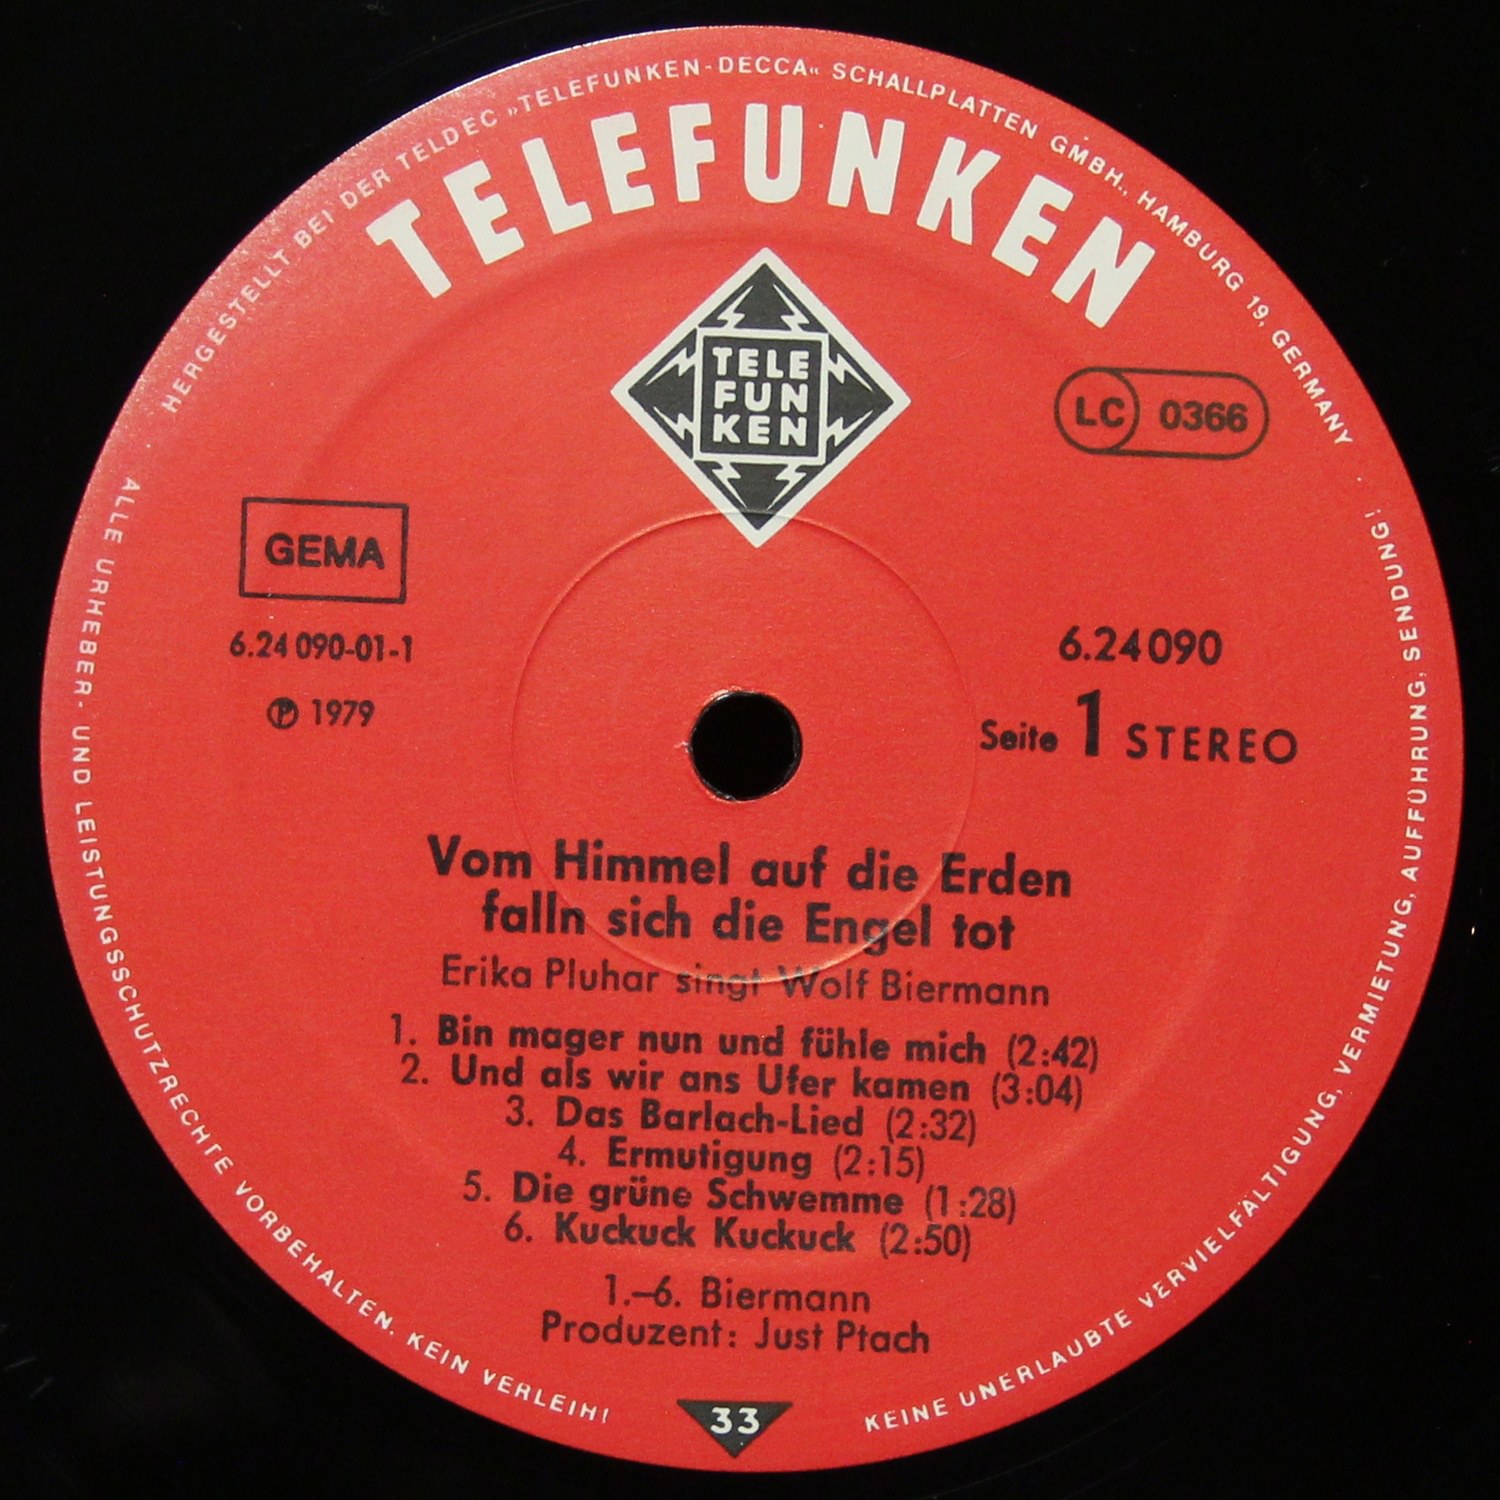 HERGESTELLT BEI DER TELDEC »TELEFUNKEN-DECCA« SCHALLPLATTEN GMBH., HAMBURG 19, GERMANY
TELEFUNKEN
TELE
FUN
KEN
LC 0366
GEMA
6.24 090-01-1
℗ 1979
6.24 090
Seite 1 STEREO
Vom Himmel auf die Erden
falln sich die Engel tot
Erika Pluhar singt Wolf Biermann
1. Bin mager nun und fühle mich (2:42)
2. Und als wir ans Ufer kamen (3:04)
3. Das Barlach-Lied (2:32)
4. Ermutigung (2:15)
5. Die grüne Schwemme (1:28)
6. Kuckuck Kuckuck (2:50)
1.–6. Biermann
Produzent: Just Ptach
33
ALLE URHEBER- UND LEISTUNGSSCHUTZRECHTE VORBEHALTEN. KEIN VERLEIH!
KEINE UNERLAUBTE VERVIELFÄLTIGUNG, VERMIETUNG, AUFFÜHRUNG, SENDUNG!